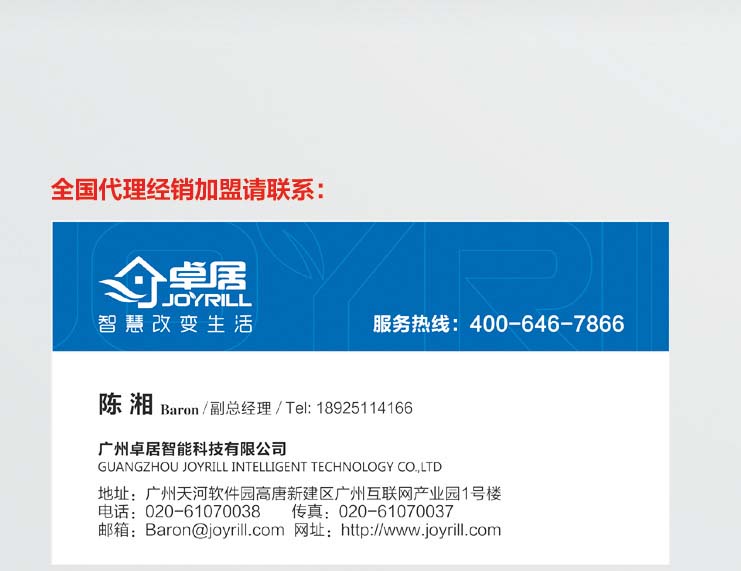 全国代理经销加盟请联系：
卓居
JOYRILL
智慧改变生活
服务热线：400-646-7866
陈 湘 Baron / 副总经理 / Tel: 18925114166
广州卓居智能科技有限公司
GUANGZHOU JOYRILL INTELLIGENT TECHNOLOGY CO.,LTD
地址：广州天河软件园高唐新建区广州互联网产业园1号楼
电话：020-61070038 传真：020-61070037
邮箱：Baron@joyrill.com 网址：http://www.joyrill.com